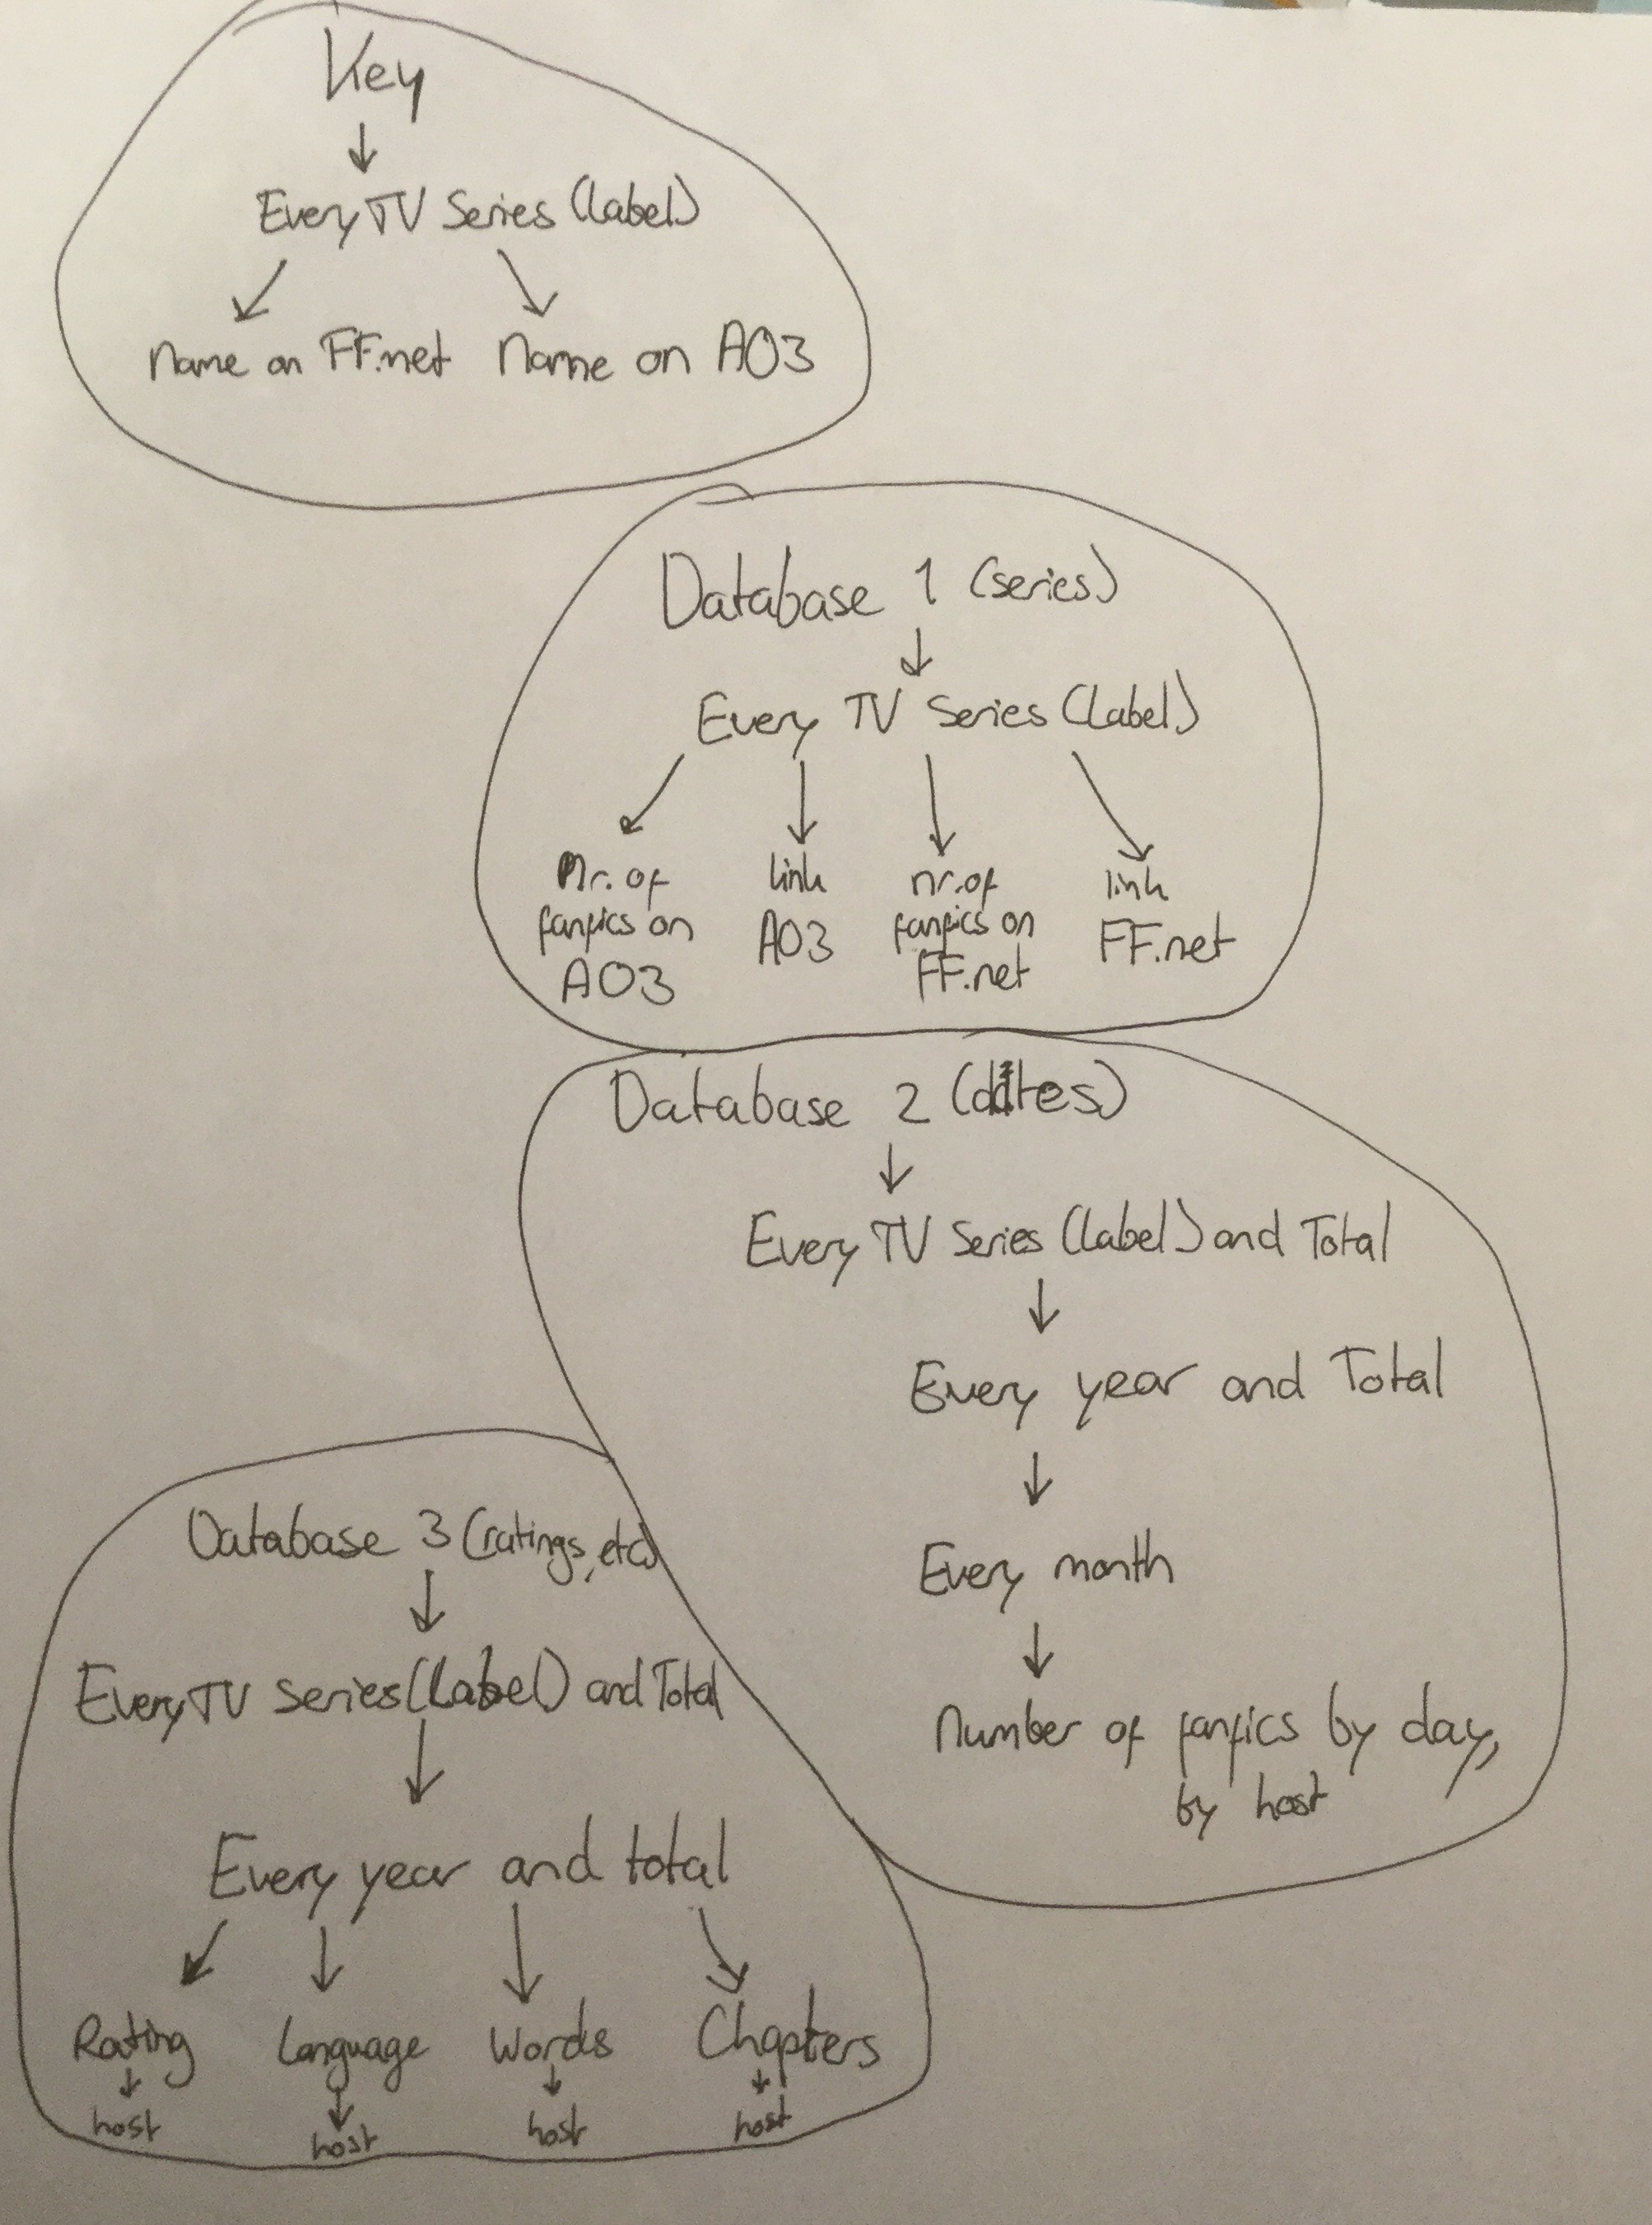 Key
Every TV Series (label)
Name on FF.net Name on AO3
Database 1 (series)
Every TV Series (Label)
Nr. of
fanfics on
AO3
link
AO3
nr. of
fanfics on
FF.net
link
FF.net
Database 2 (dates)
Every TV Series (Label) and Total
Every year and Total
Every month
Number of fanfics by day,
by host
Database 3 (ratings, etc)
Every TV series (Label) and Total
Every year and total
Rating Language Words Chapters
host host host host